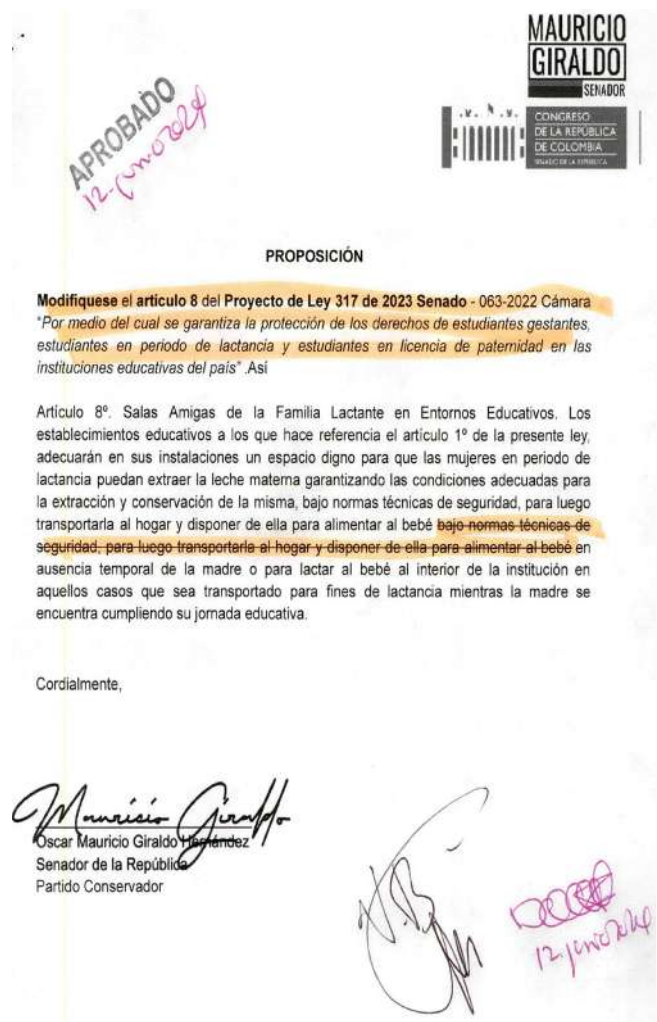 MAURICIO
GIRALDO
SENADOR
CONGRESO
DE LA REPÚBLICA
DE COLOMBIA
SENADO DE LA REPÚBLICA
APROBADO
12-junio 2024
PROPOSICIÓN
Modifiquese el articulo 8 del Proyecto de Ley 317 de 2023 Senado - 063-2022 Cámara
"Por medio del cual se garantiza la protección de los derechos de estudiantes gestantes,
estudiantes en periodo de lactancia y estudiantes en licencia de paternidad en las
instituciones educativas del país" .Así
Artículo 8º. Salas Amigas de la Familia Lactante en Entornos Educativos. Los
establecimientos educativos a los que hace referencia el artículo 1º de la presente ley,
adecuarán en sus instalaciones un espacio digno para que las mujeres en periodo de
lactancia puedan extraer la leche materna garantizando las condiciones adecuadas para
la extracción y conservación de la misma, bajo normas técnicas de seguridad, para luego
transportarla al hogar y disponer de ella para alimentar al bebé bajo normas técnicas de
seguridad, para luego transportarla al hogar y disponer de ella para alimentar al bebé en
ausencia temporal de la madre o para lactar al bebé al interior de la institución en
aquellos casos que sea transportado para fines de lactancia mientras la madre se
encuentra cumpliendo su jornada educativa.
Cordialmente,
Mauricio Giraldo
Oscar Mauricio Giraldo Hernández
Senador de la República
Partido Conservador
12. junio 2024